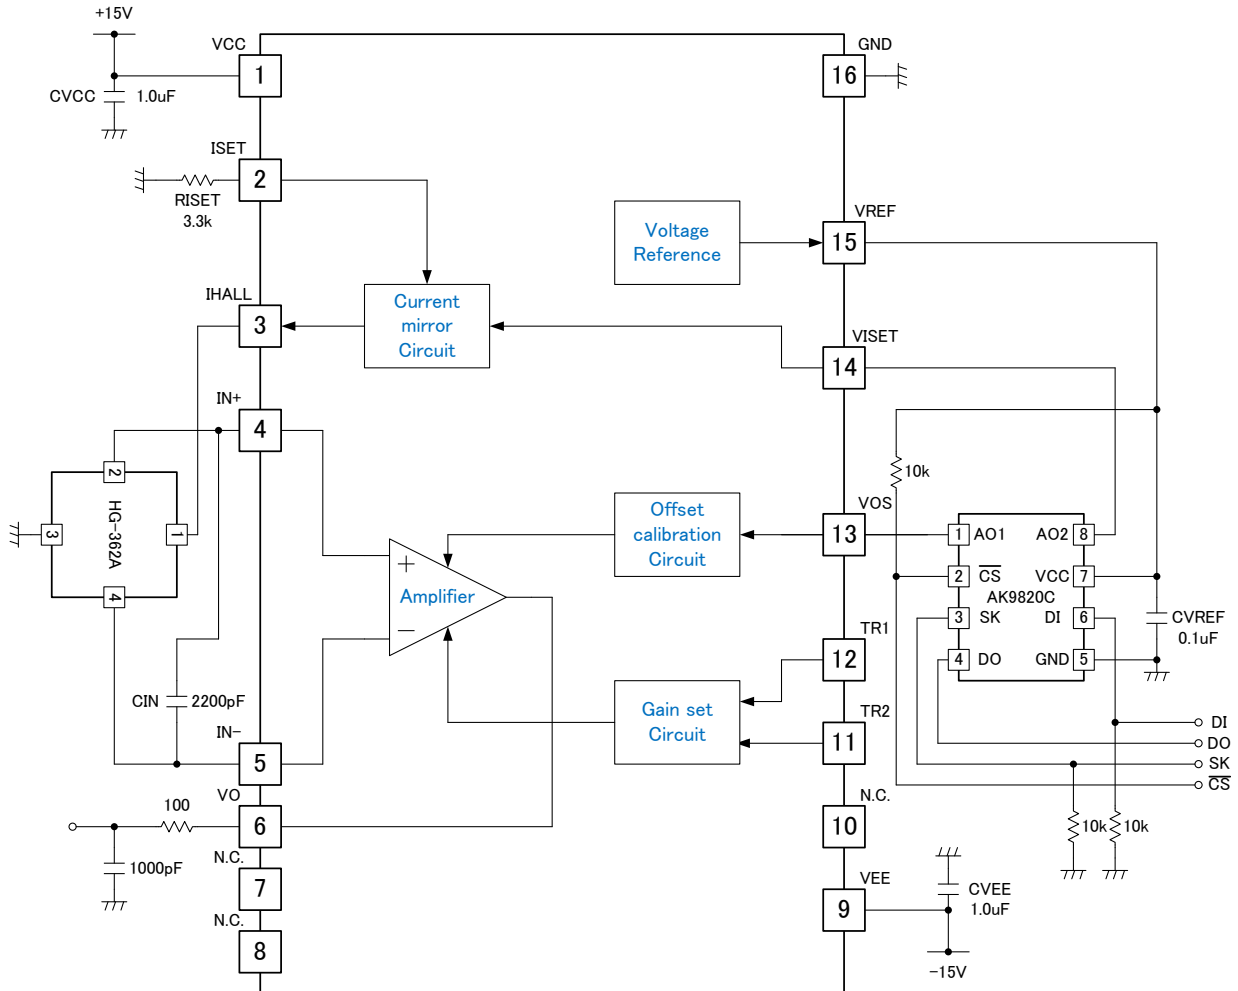 +15V
VCC
1
CVCC
1.0uF
ISET
2
RISET
3.3k
IHALL
3
Current
mirror
Circuit
IN+
4
HG-362A
1
2
3
4
CIN
2200pF
IN-
5
Amplifier
+
−
VO
6
100
1000pF
N.C.
7
N.C.
8
GND
16
VREF
15
Voltage
Reference
VISET
14
VOS
13
Offset
calibration
Circuit
TR1
12
TR2
11
Gain set
Circuit
N.C.
10
VEE
9
CVEE
1.0uF
-15V
10k
1 AO1
AO2 8
2 CS
VCC 7
AK9820C
3 SK
DI 6
4 DO
GND 5
CVREF
0.1uF
DI
DO
SK
CS
10k
10k